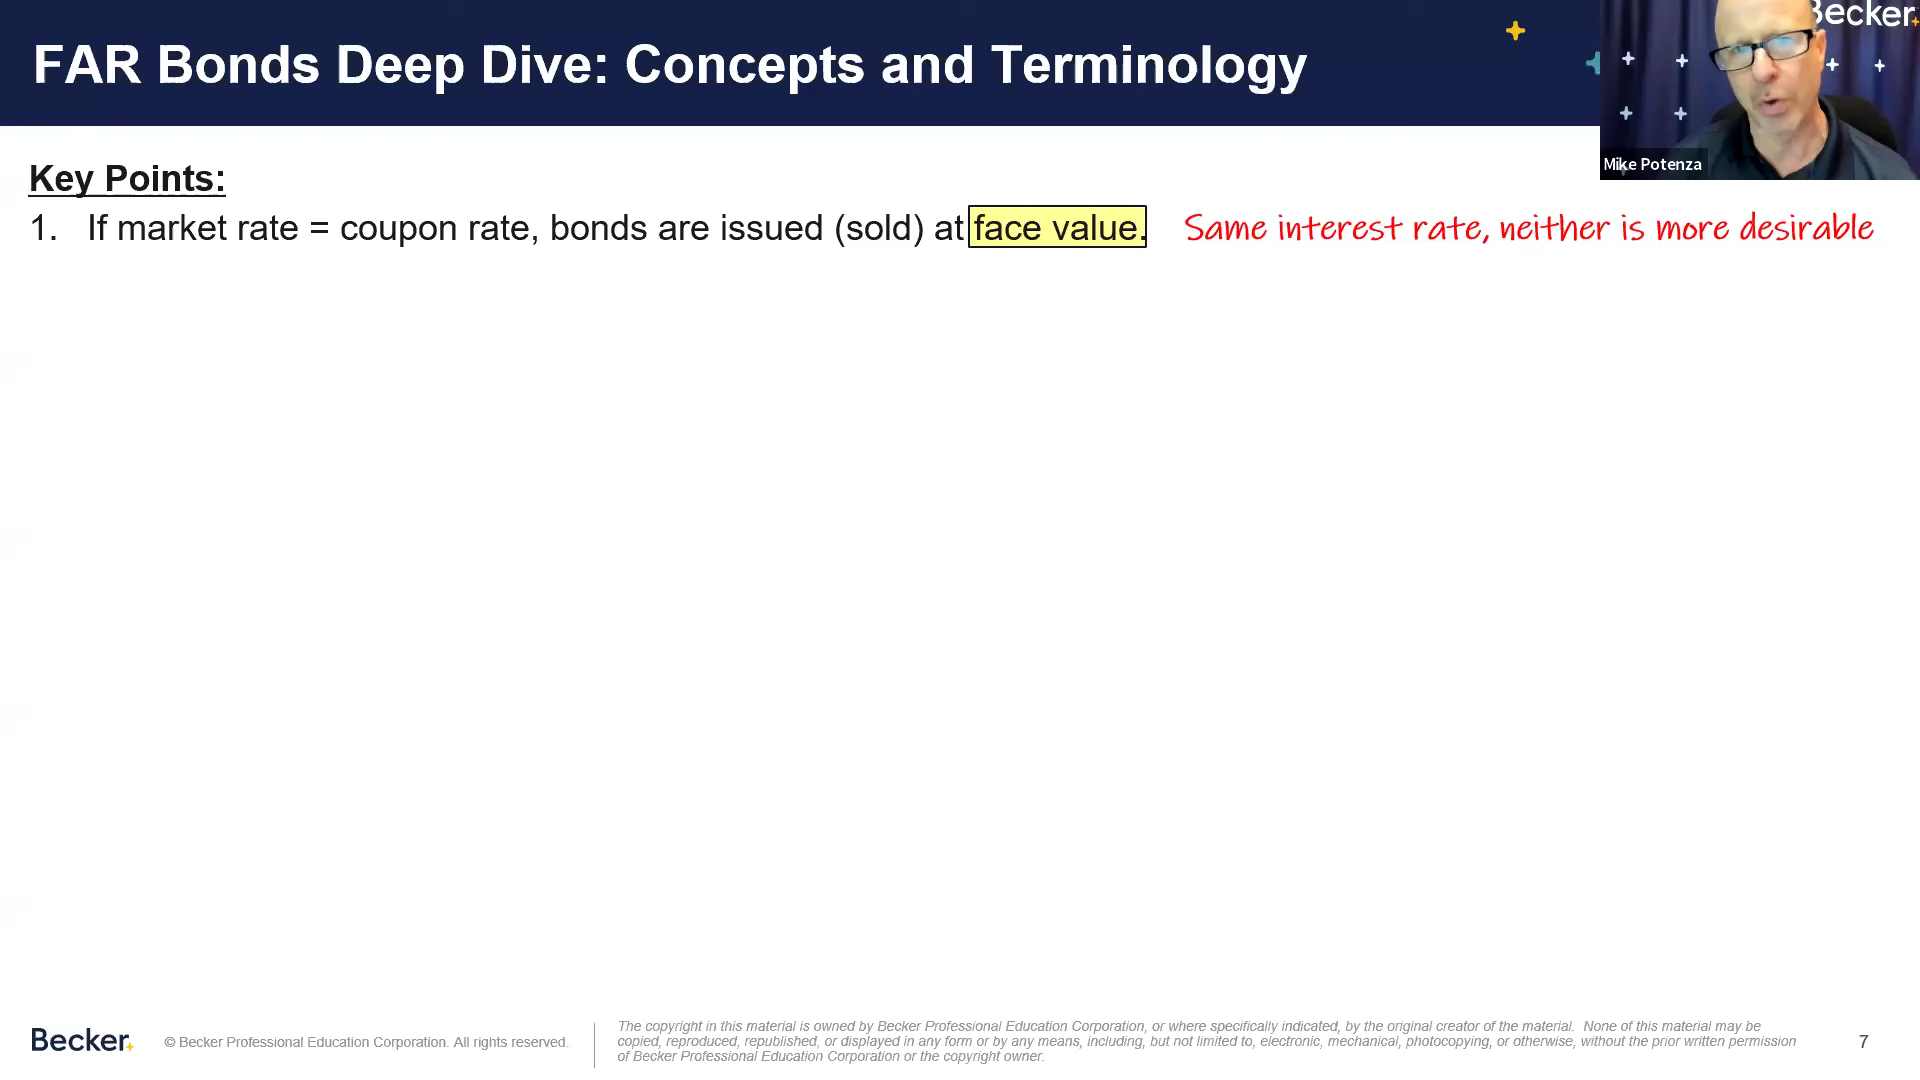 Becker
FAR Bonds Deep Dive: Concepts and Terminology
Mike Potenza
Key Points:
1. If market rate = coupon rate, bonds are issued (sold) at face value. Same interest rate, neither is more desirable
Becker
© Becker Professional Education Corporation. All rights reserved.
The copyright in this material is owned by Becker Professional Education Corporation, or where specifically indicated, by the original creator of the material. None of this material may be
copied, reproduced, republished, or displayed in any form or by any means, including, but not limited to, electronic, mechanical, photocopying, or otherwise, without the prior written permission
of Becker Professional Education Corporation or the copyright owner.
7